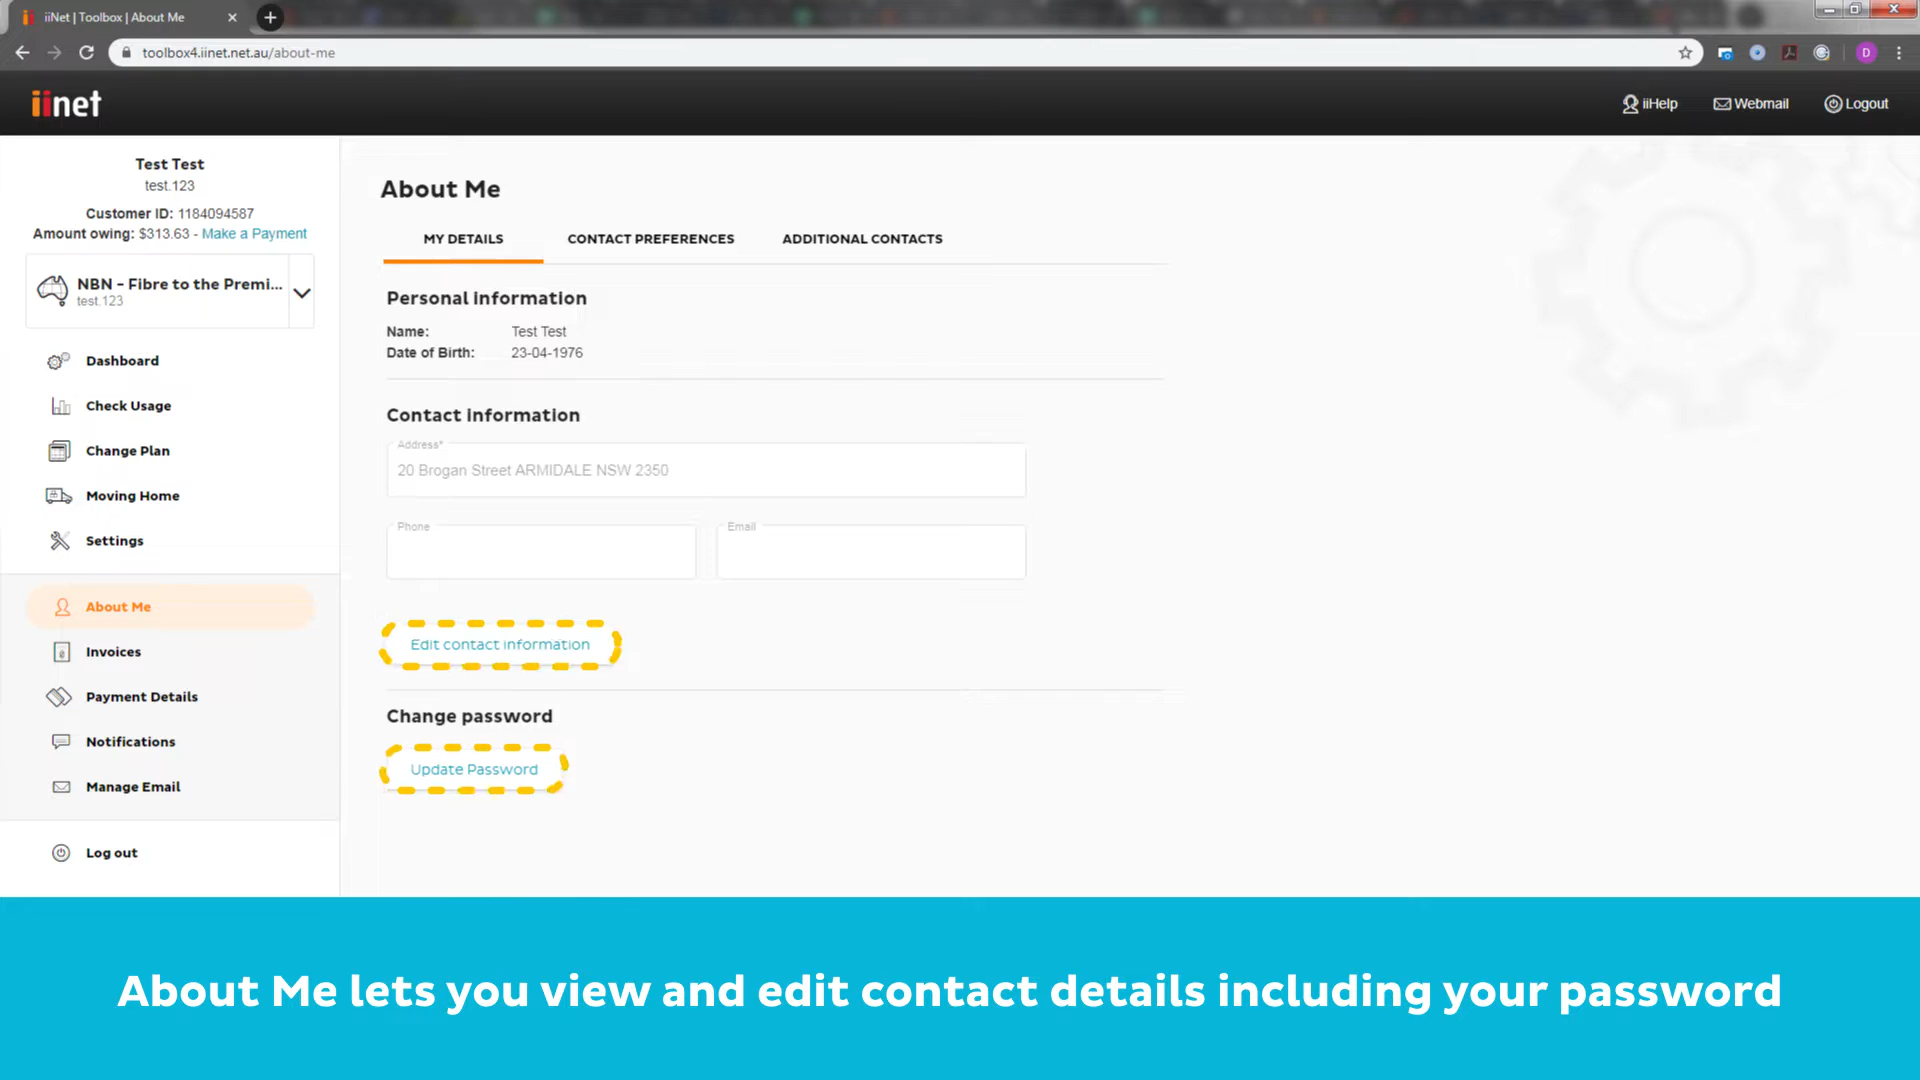 iiNet | Toolbox | About Me
toolbox4.iinet.net.au/about-me
D
iinet
iiHelp
Webmail
Logout
Test Test
test.123
Customer ID: 1184094587
Amount owing: $313.63 - Make a Payment
NBN - Fibre to the Premi...
test.123
Dashboard
Check Usage
Change Plan
Moving Home
Settings
About Me
Invoices
Payment Details
Notifications
Manage Email
Log out
About Me
MY DETAILS
CONTACT PREFERENCES
ADDITIONAL CONTACTS
Personal information
Name: Test Test
Date of Birth: 23-04-1976
Contact information
Address*
20 Brogan Street ARMIDALE NSW 2350
Phone
Email
Edit contact information
Change password
Update Password
About Me lets you view and edit contact details including your password